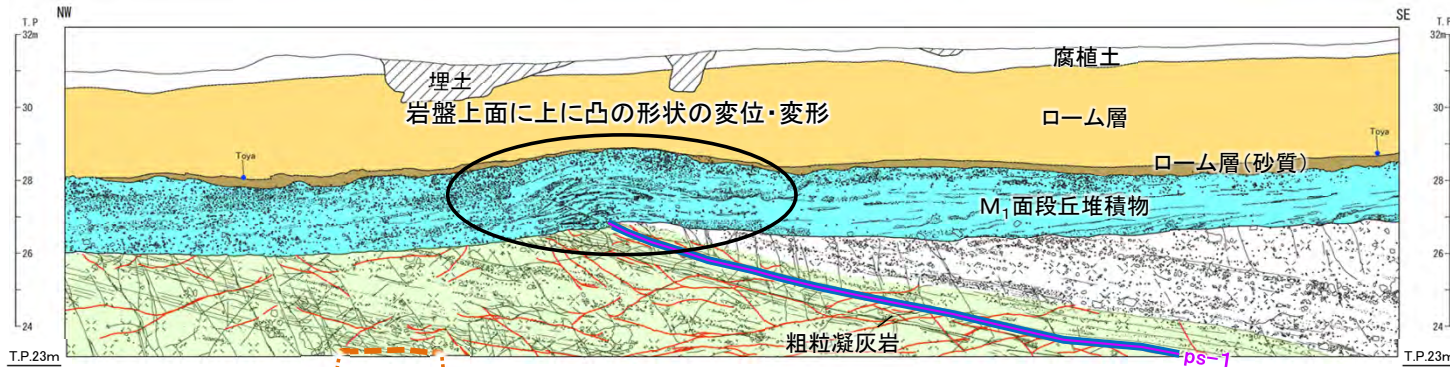 NW
SE
T.P
32m
T.P
32m
腐植土
埋土
岩盤上面に上に凸の形状の変位・変形
ローム層
30
30
Toya
Toya
ローム層(砂質)
28
28
M₁面段丘堆積物
26
26
24
24
粗粒凝灰岩
T.P.23m
ps-1
T.P.23m